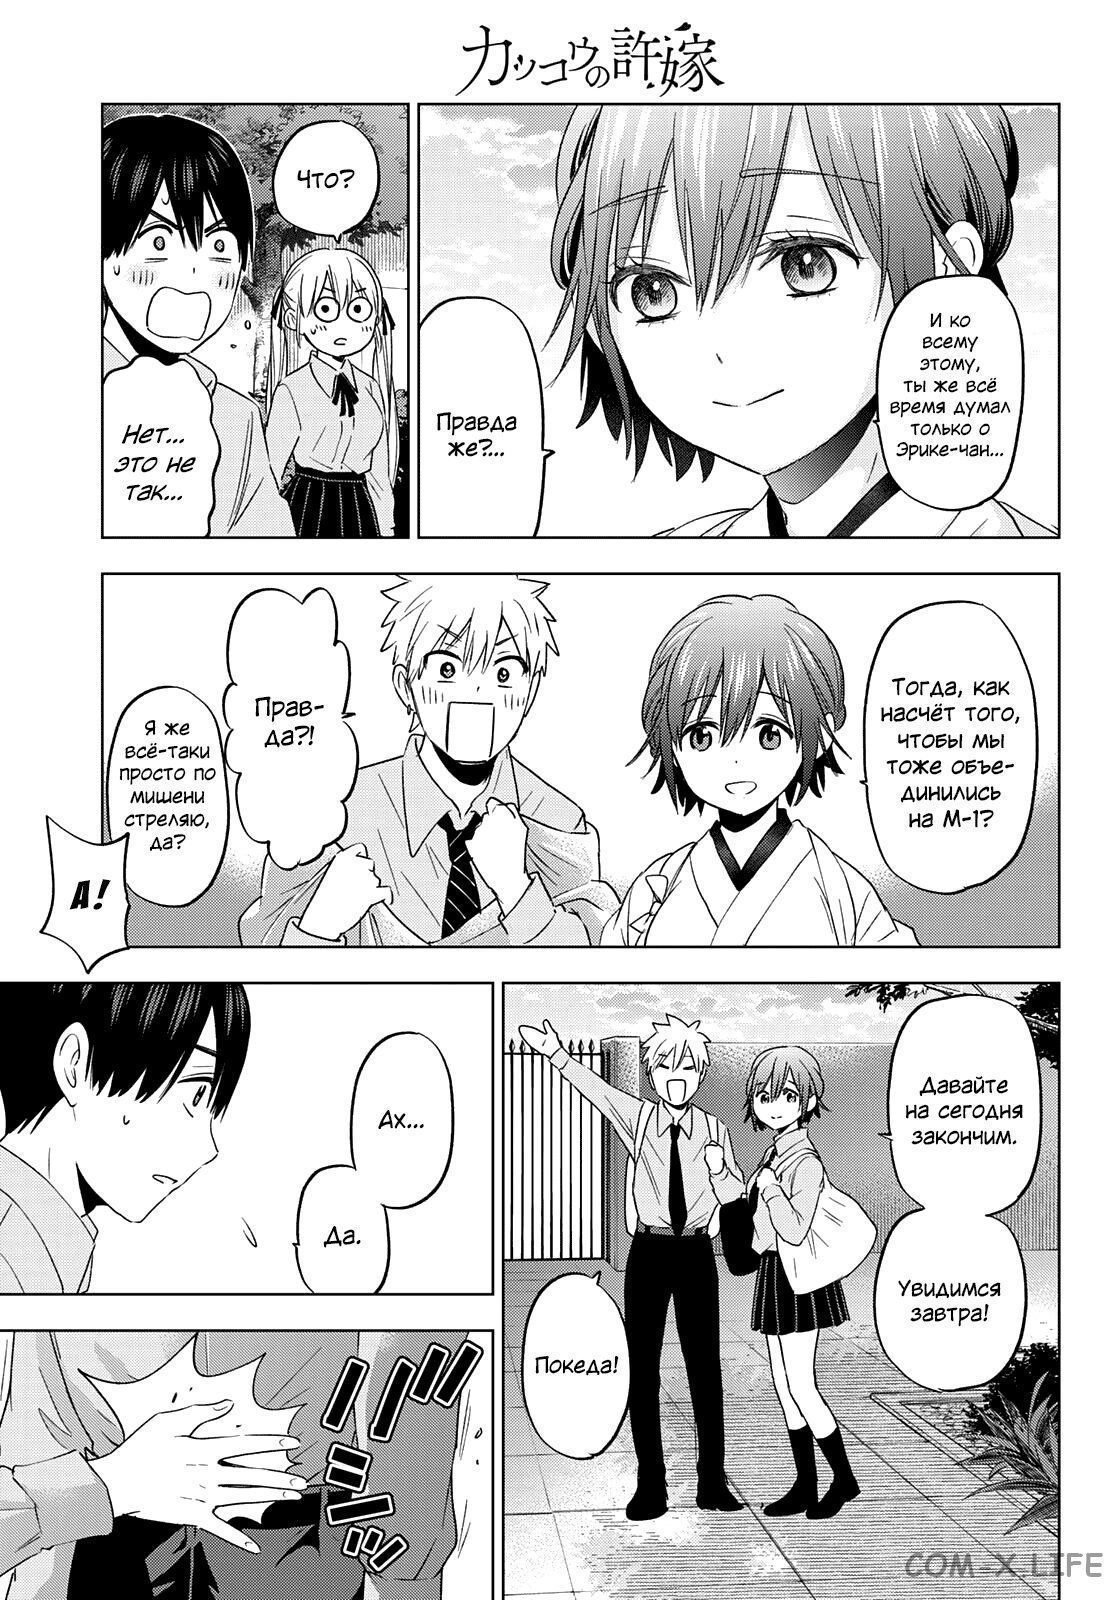 カッコウの許嫁
И ко
всему
этому,
ты же всё
время думал
только о
Эрике-чан...
Правда
же?...
Что?
Нет...
это не
так...
Тогда, как
насчёт того,
чтобы мы
тоже объе-
динились
на М-1?
Прав-
да?!
Я же
всё-таки
просто по
мишени
стреляю,
да?
А!
Давайте
на сегодня
закончим.
Увидимся
завтра!
Покеда!
Ах...
Да.
COM-X.LIFE